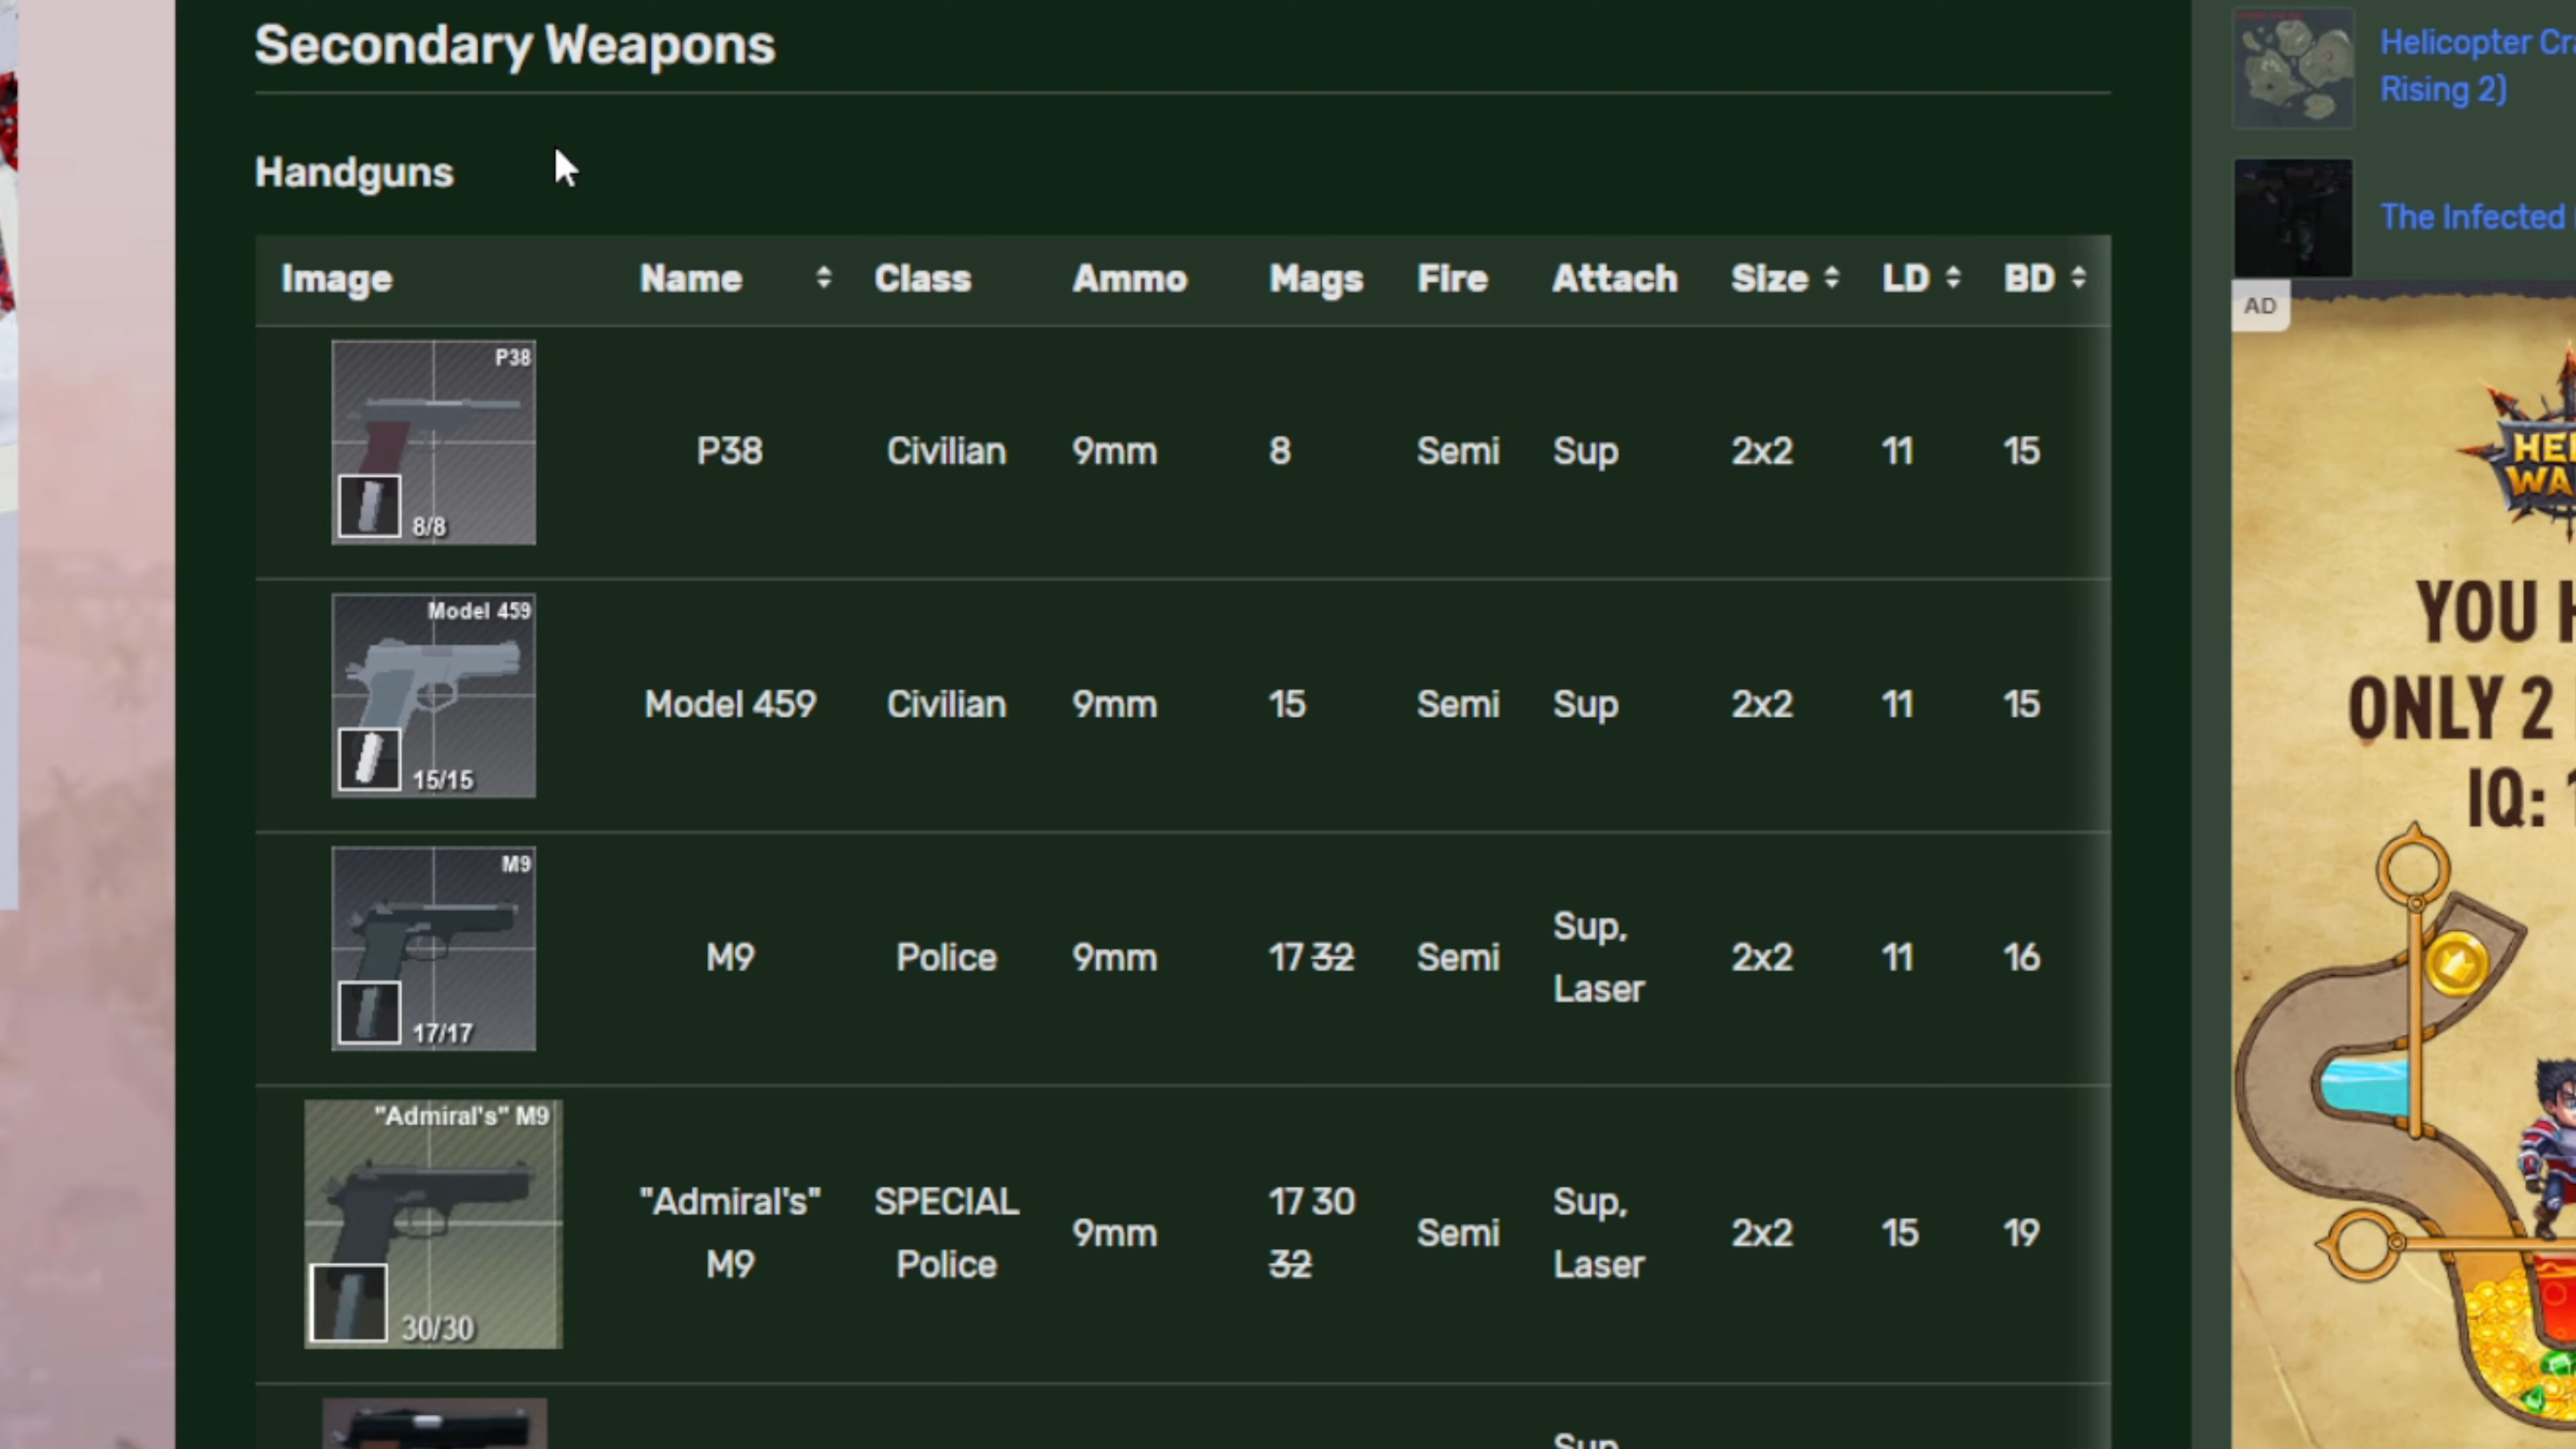 Secondary Weapons
Handguns
Image Name Class Ammo Mags Fire Attach Size LD BD
P38
8/8
P38 Civilian 9mm 8 Semi Sup 2x2 11 15
Model 459
15/15
Model 459 Civilian 9mm 15 Semi Sup 2x2 11 15
M9
17/17
M9 Police 9mm 17 32 Semi Sup, Laser 2x2 11 16
"Admiral's" M9
30/30
"Admiral's" M9 SPECIAL Police 9mm 17 30 32 Semi Sup, Laser 2x2 15 19
Sup
Helicopter
Rising 2)
The Infected
AD
YOU
ONLY 2
IQ: